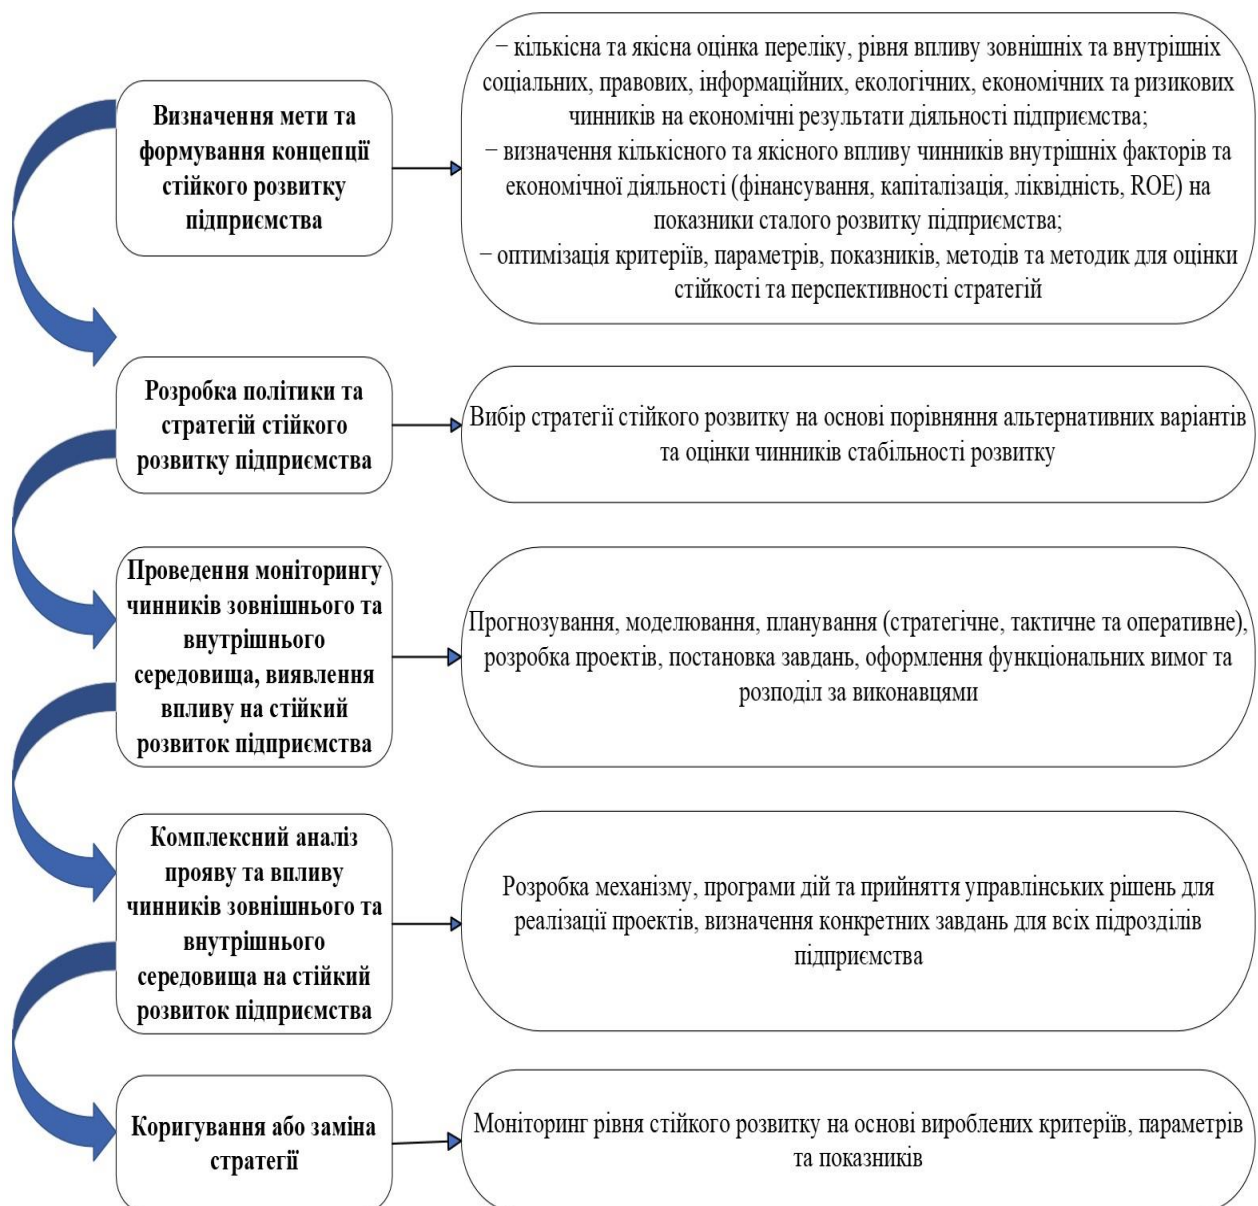 Визначення мети та
формування концепції
стійкого розвитку
підприємства
− кількісна та якісна оцінка переліку, рівня впливу зовнішніх та внутрішніх
соціальних, правових, інформаційних, екологічних, економічних та ризикових
чинників на економічні результати діяльності підприємства;
− визначення кількісного та якісного впливу чинників внутрішніх факторів та
економічної діяльності (фінансування, капіталізація, ліквідність, ROE) на
показники сталого розвитку підприємства;
− оптимізація критеріїв, параметрів, показників, методів та методик для оцінки
стійкості та перспективності стратегій
Розробка політики та
стратегій стійкого
розвитку підприємства
Вибір стратегії стійкого розвитку на основі порівняння альтернативних варіантів
та оцінки чинників стабільності розвитку
Проведення моніторингу
чинників зовнішнього та
внутрішнього
середовища, виявлення
впливу на стійкий
розвиток підприємства
Прогнозування, моделювання, планування (стратегічне, тактичне та оперативне),
розробка проектів, постановка завдань, оформлення функціональних вимог та
розподіл за виконавцями
Комплексний аналіз
прояву та впливу
чинників зовнішнього та
внутрішнього
середовища на стійкий
розвиток підприємства
Розробка механізму, програми дій та прийняття управлінських рішень для
реалізації проектів, визначення конкретних завдань для всіх підрозділів
підприємства
Коригування або заміна
стратегії
Моніторинг рівня стійкого розвитку на основі вироблених критеріїв, параметрів
та показників